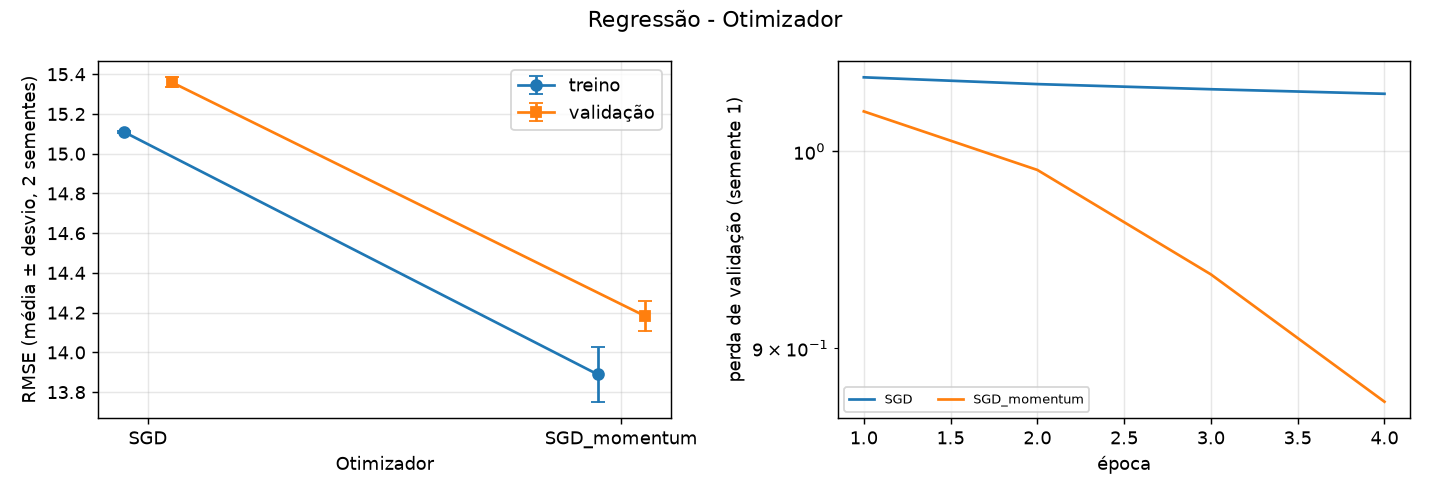 Regressão - Otimizador
RMSE (média ± desvio, 2 sementes)
15.4
15.2
15.0
14.8
14.6
14.4
14.2
14.0
13.8
treino
validação
SGD
SGD_momentum
Otimizador
perda de validação (semente 1)
10⁰
9 × 10⁻¹
SGD
SGD_momentum
1.0 1.5 2.0 2.5 3.0 3.5 4.0
época